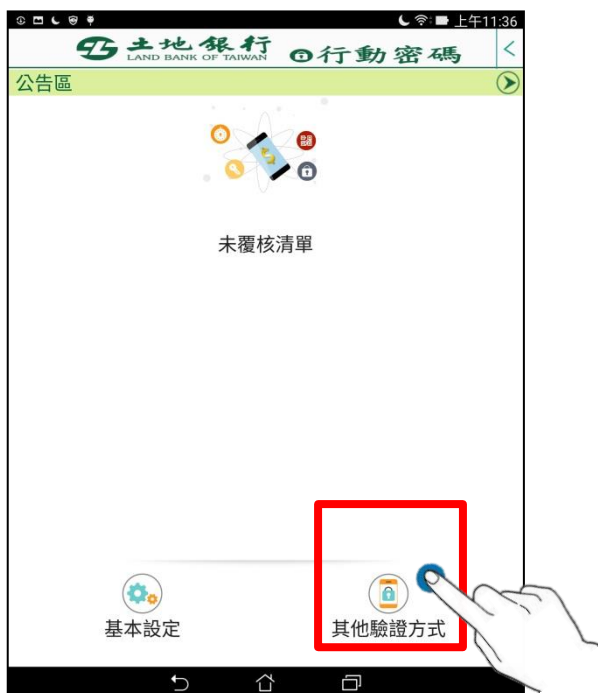 上午11:36
土地銀行
LAND BANK OF TAIWAN
行動密碼
公告區
未覆核清單
基本設定
其他驗證方式